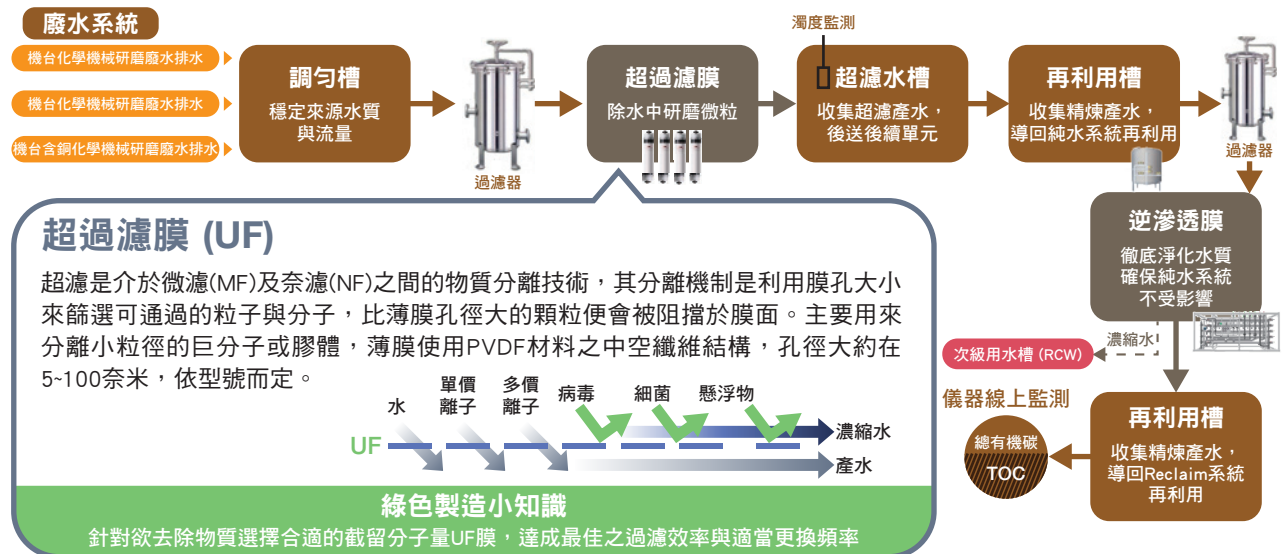 廢水系統
機台化學機械研磨廢水排水
機台化學機械研磨廢水排水
機台含銅化學機械研磨廢水排水
調勻槽
穩定來源水質
與流量
過濾器
超過濾膜
除水中研磨微粒
濁度監測
超濾水槽
收集超濾產水，
後送後續單元
再利用槽
收集精煉產水，
導回純水系統再利用
過濾器
逆滲透膜
徹底淨化水質
確保純水系統
不受影響
濃縮水
次級用水槽 (RCW)
再利用槽
收集精煉產水，
導回Reclaim系統
再利用
儀器線上監測
總有機碳
TOC
超過濾膜 (UF)
超濾是介於微濾(MF)及奈濾(NF)之間的物質分離技術，其分離機制是利用膜孔大小
來篩選可通過的粒子與分子，比薄膜孔徑大的顆粒便會被阻擋於膜面。主要用來
分離小粒徑的巨分子或膠體，薄膜使用PVDF材料之中空纖維結構，孔徑大約在
5~100奈米，依型號而定。
水
單價
離子
多價
離子
病毒
細菌
懸浮物
UF
濃縮水
產水
綠色製造小知識
針對欲去除物質選擇合適的截留分子量UF膜，達成最佳之過濾效率與適當更換頻率